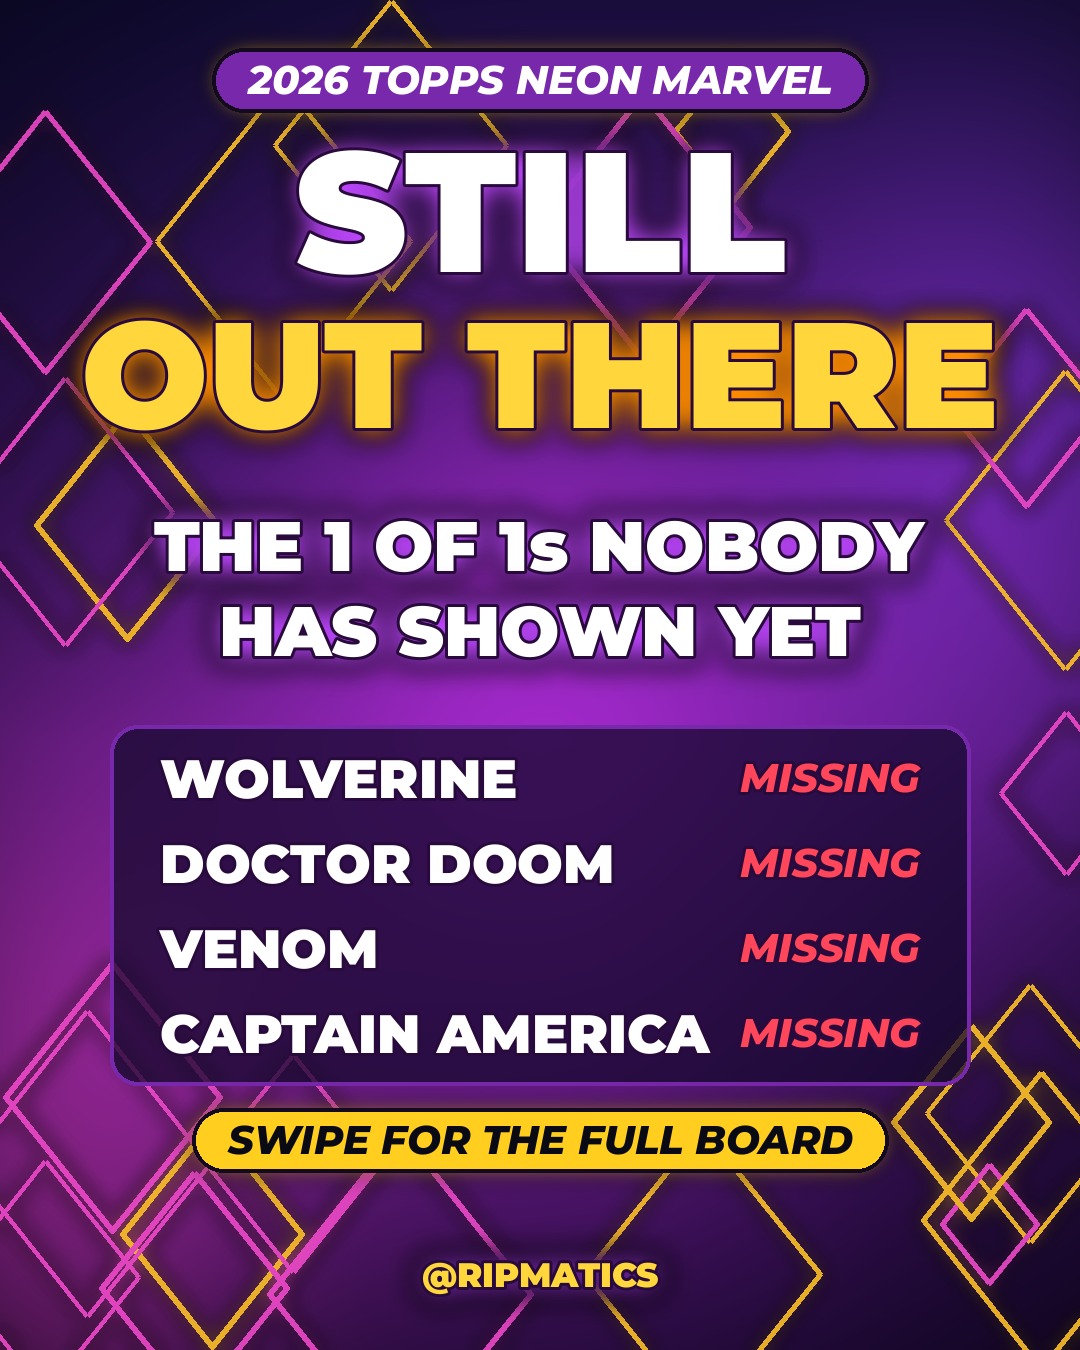 2026 TOPPS NEON MARVEL
STILL
OUT THERE
THE 1 OF 1s NOBODY
HAS SHOWN YET
WOLVERINE MISSING
DOCTOR DOOM MISSING
VENOM MISSING
CAPTAIN AMERICA MISSING
SWIPE FOR THE FULL BOARD
@RIPMATICS